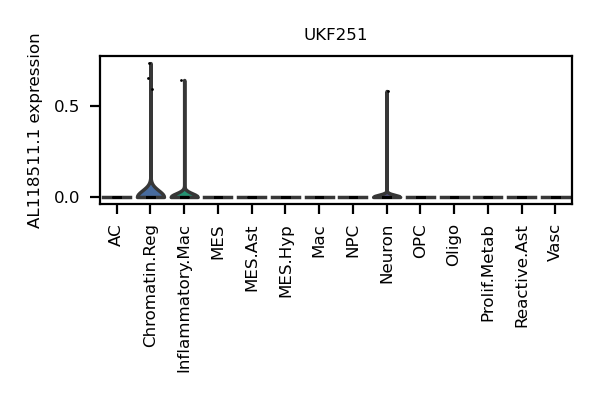 UKF251
AL118511.1 expression
0.5
0.0
AC
Chromatin.Reg
Inflammatory.Mac
MES
MES.Ast
MES.Hyp
Mac
NPC
Neuron
OPC
Oligo
Prolif.Metab
Reactive.Ast
Vasc